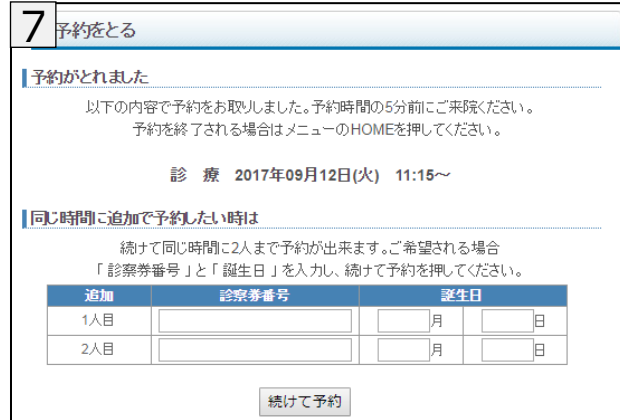 7 予約をとる
予約がとれました
以下の内容で予約をお取りしました。予約時間の5分前にご来院ください。
予約を終了される場合はメニューのHOMEを押してください。
診 療 2017年09月12日(火) 11:15～
同じ時間に追加で予約したい時は
続けて同じ時間に2人まで予約が出来ます。ご希望される場合
「診察券番号」と「誕生日」を入力し、続けて予約を押してください。
追加 診察券番号 誕生日
1人目 月 日
2人目 月 日
続けて予約